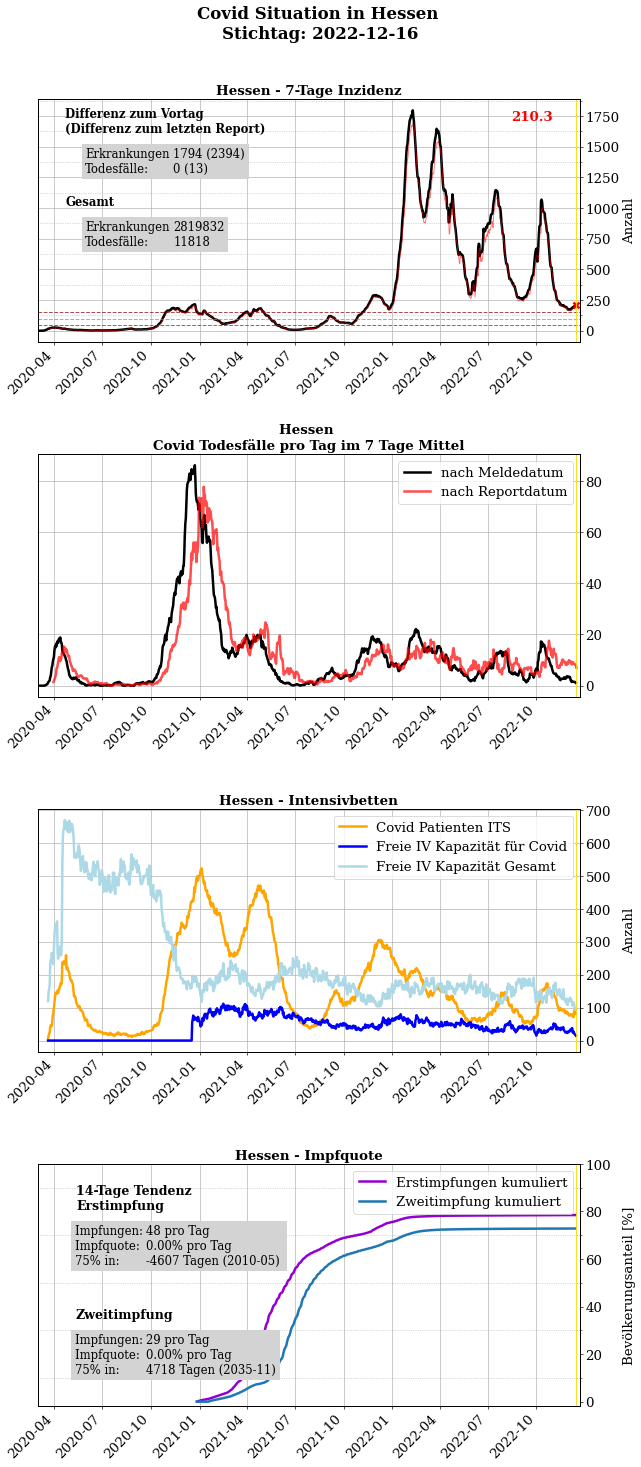 Covid Situation in Hessen
Stichtag: 2022-12-16
Hessen - 7-Tage Inzidenz
Differenz zum Vortag
(Differenz zum letzten Report)
Erkrankungen 1794 (2394)
Todesfälle: 0 (13)
Gesamt
Erkrankungen 2819832
Todesfälle: 11818
210.3
1750
1500
1250
1000
750
500
250
0
Anzahl
2020-04
2020-07
2020-10
2021-01
2021-04
2021-07
2021-10
2022-01
2022-04
2022-07
2022-10
Hessen
Covid Todesfälle pro Tag im 7 Tage Mittel
nach Meldedatum
nach Reportdatum
80
60
40
20
0
2020-04
2020-07
2020-10
2021-01
2021-04
2021-07
2021-10
2022-01
2022-04
2022-07
2022-10
Hessen - Intensivbetten
Covid Patienten ITS
Freie IV Kapazität für Covid
Freie IV Kapazität Gesamt
700
600
500
400
300
200
100
0
Anzahl
2020-04
2020-07
2020-10
2021-01
2021-04
2021-07
2021-10
2022-01
2022-04
2022-07
2022-10
Hessen - Impfquote
14-Tage Tendenz
Erstimpfung
Impfungen: 48 pro Tag
Impfquote: 0.00% pro Tag
75% in: -4607 Tagen (2010-05)
Zweitimpfung
Impfungen: 29 pro Tag
Impfquote: 0.00% pro Tag
75% in: 4718 Tagen (2035-11)
Erstimpfungen kumuliert
Zweitimpfung kumuliert
100
80
60
40
20
0
Bevölkerungsanteil [%]
2020-04
2020-07
2020-10
2021-01
2021-04
2021-07
2021-10
2022-01
2022-04
2022-07
2022-10